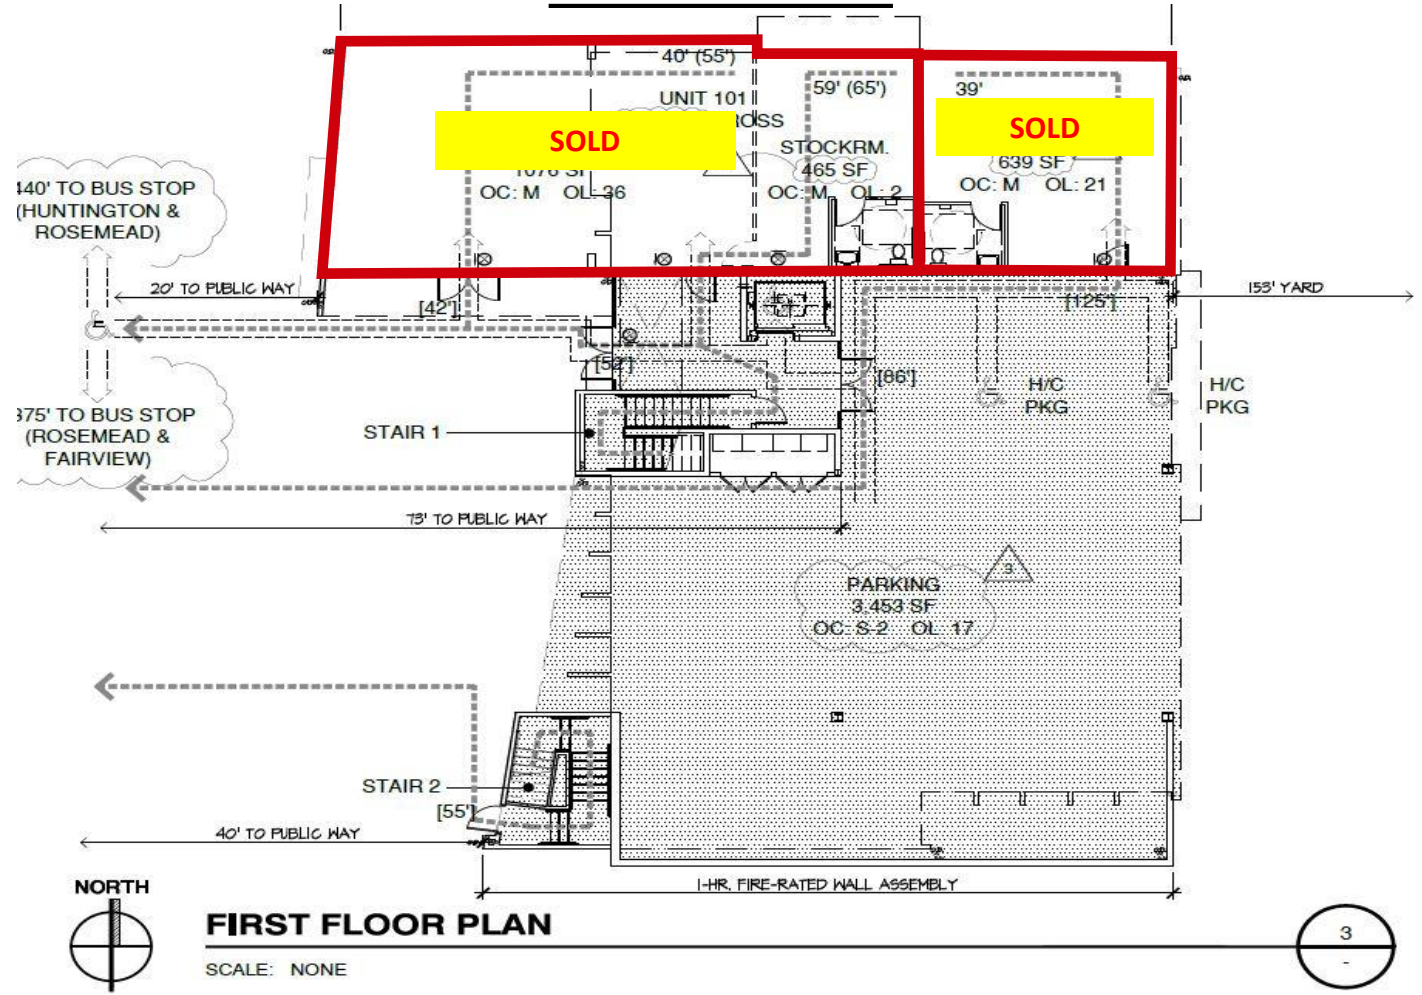 40' (55')
59' (65')
39'
UNIT 101
SOLD
SOLD
STOCKRM.
465 SF
639 SF
OC: M OL: 36
OC: M OL: 2
OC: M OL: 21
440' TO BUS STOP
(HUNTINGTON &
ROSEMEAD)
20' TO PUBLIC WAY
[42']
[125']
153' YARD
[52']
[86']
H/C
PKG
H/C
PKG
375' TO BUS STOP
(ROSEMEAD &
FAIRVIEW)
STAIR 1
73' TO PUBLIC WAY
3
PARKING
3,453 SF
OC: S-2 OL: 17
STAIR 2
[55']
40' TO PUBLIC WAY
1-HR. FIRE-RATED WALL ASSEMBLY
NORTH
FIRST FLOOR PLAN
SCALE: NONE
3
-